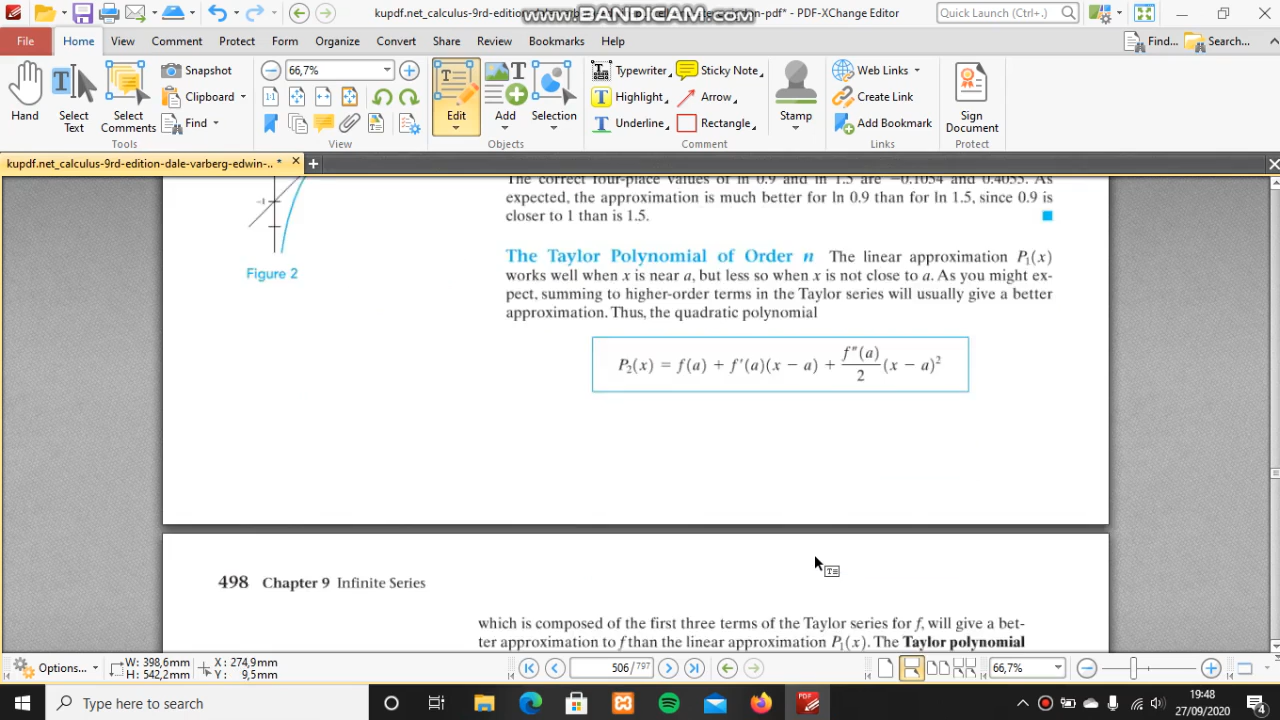 kupdf.net_calculus-9rd-edition
www.BANDICAM.com
-pdf* - PDF-XChange Editor
Quick Launch (Ctrl+.)
File Home View Comment Protect Form Organize Convert Share Review Bookmarks Help Find... Search...
Hand
Select Text
Select Comments
Snapshot
Clipboard
Find
Tools
66,7%
1:1
View
Edit
Add
Selection
Objects
Typewriter
Highlight
Underline
Sticky Note
Arrow
Rectangle
Stamp
Comment
Web Links
Create Link
Add Bookmark
Links
Sign Document
Protect
kupdf.net_calculus-9rd-edition-dale-varberg-edwin-.. *
The correct four-place values of ln 0.9 and ln 1.5 are −0.1054 and 0.4055. As
expected, the approximation is much better for ln 0.9 than for ln 1.5, since 0.9 is
closer to 1 than is 1.5.
−1
Figure 2
The Taylor Polynomial of Order n The linear approximation P₁(x)
works well when x is near a, but less so when x is not close to a. As you might ex-
pect, summing to higher-order terms in the Taylor series will usually give a better
approximation. Thus, the quadratic polynomial
P₂(x) = f(a) + f′(a)(x − a) + f″(a)/2 (x − a)²
498 Chapter 9 Infinite Series
which is composed of the first three terms of the Taylor series for f, will give a bet-
ter approximation to f than the linear approximation P₁(x). The Taylor polynomial
Options...
W: 398,6mm
H: 542,2mm
X: 274,9mm
Y: 9,5mm
506 / 797
66,7%
Type here to search
PDF
19:48
27/09/2020
4